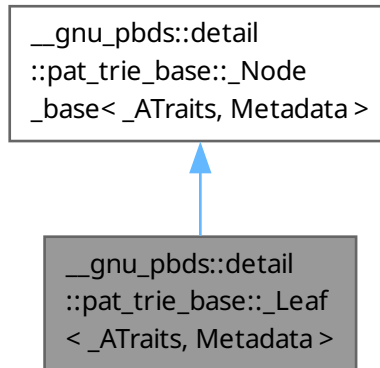 __gnu_pbds::detail
::pat_trie_base::_Node
_base< _ATraits, Metadata >
__gnu_pbds::detail
::pat_trie_base::_Leaf
< _ATraits, Metadata >